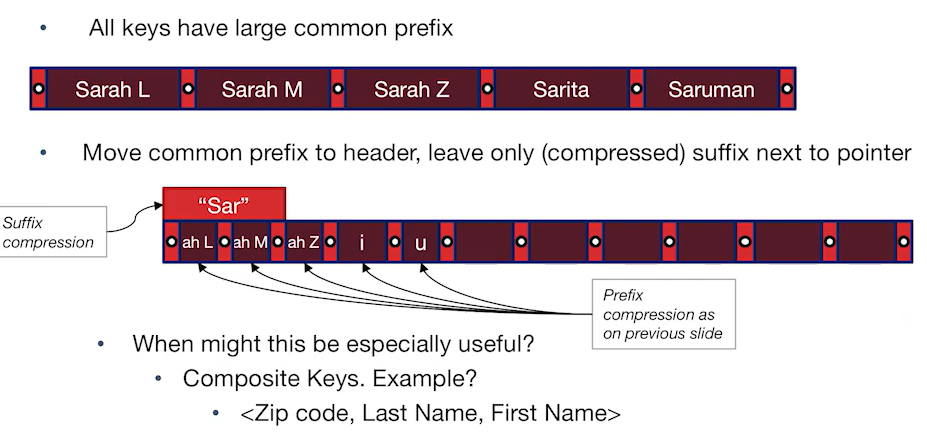 • All keys have large common prefix
Sarah L Sarah M Sarah Z Sarita Saruman
• Move common prefix to header, leave only (compressed) suffix next to pointer
“Sar”
Suffix
compression
ah L ah M ah Z i u
Prefix
compression as
on previous slide
• When might this be especially useful?
• Composite Keys. Example?
• <Zip code, Last Name, First Name>